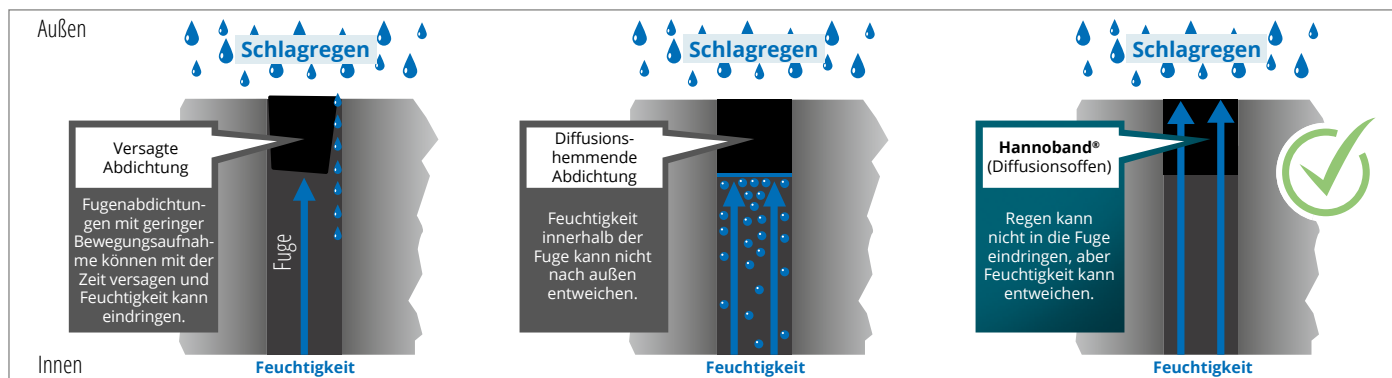 Außen
Schlagregen
Versagte
Abdichtung
Fugenabdichtun-
gen mit geringer
Bewegungsaufnah-
me können mit der
Zeit versagen und
Feuchtigkeit kann
eindringen.
Fuge
Innen
Feuchtigkeit
Schlagregen
Diffusions-
hemmende
Abdichtung
Feuchtigkeit
innerhalb der
Fuge kann nicht
nach außen
entweichen.
Feuchtigkeit
Schlagregen
Hannoband®
(Diffusionsoffen)
Regen kann
nicht in die Fuge
eindringen, aber
Feuchtigkeit kann
entweichen.
Feuchtigkeit